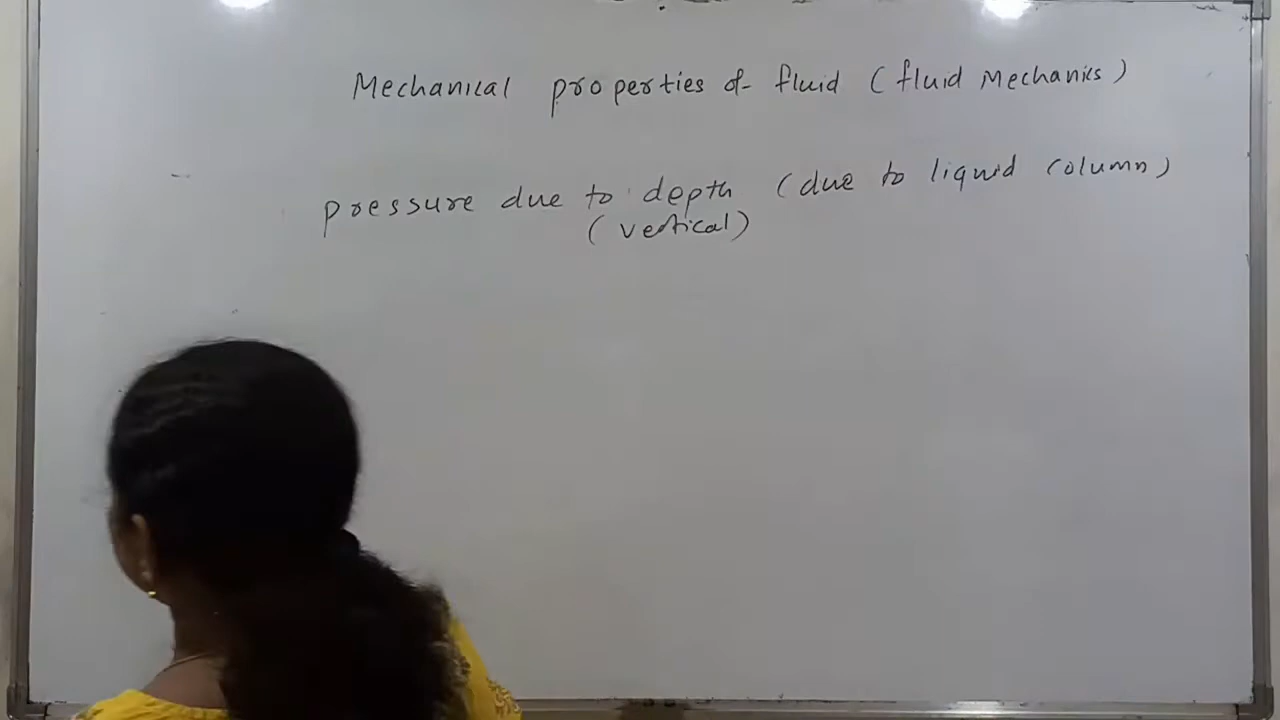 Mechanical properties of fluid (fluid Mechanics)
pressure due to depth (due to liquid column)
(vertical)